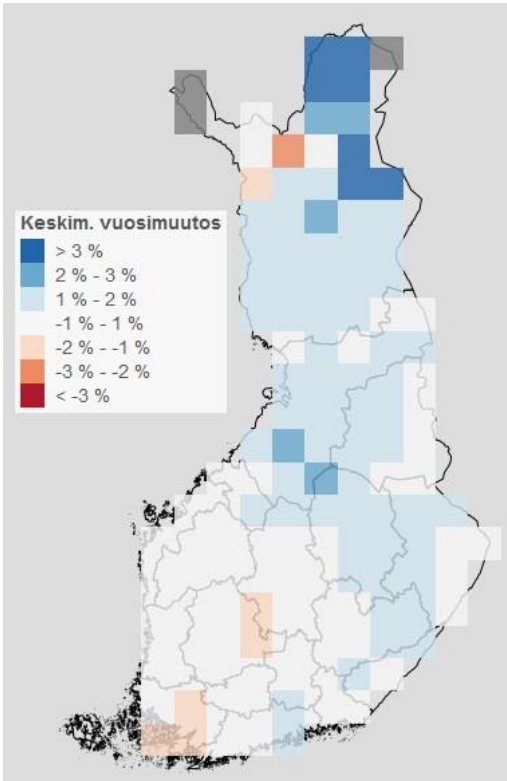 Keskim. vuosimuutos
> 3 %
2 % - 3 %
1 % - 2 %
-1 % - 1 %
-2 % - -1 %
-3 % - -2 %
< -3 %